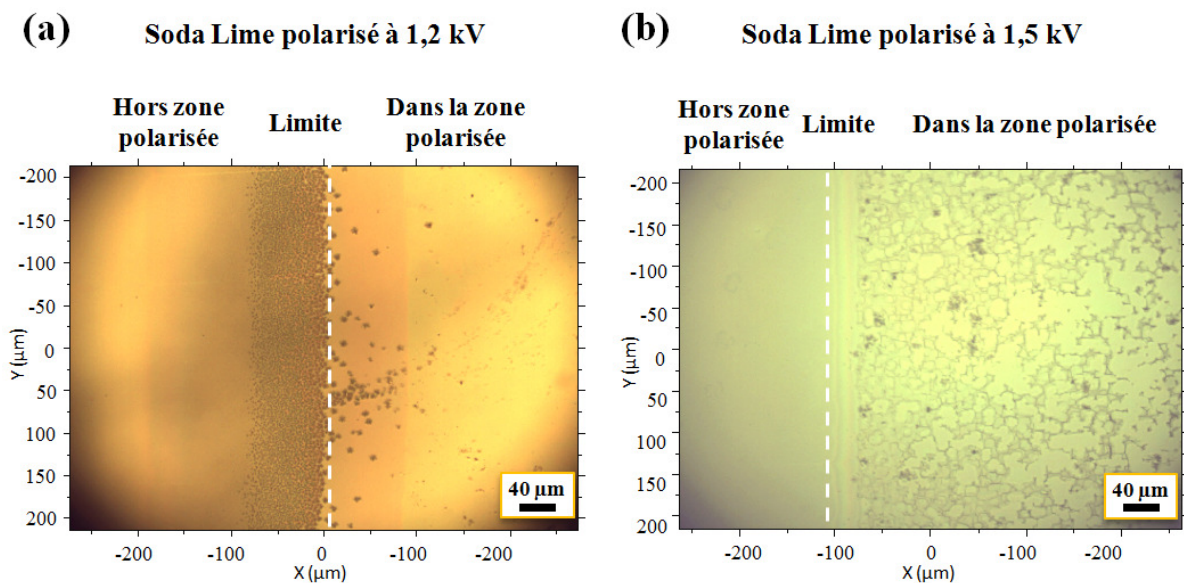 (a)
Soda Lime polarisé à 1,2 kV
Hors zone
polarisée
Limite
Dans la zone
polarisée
-200
-150
-100
-50
0
50
100
150
200
Y (µm)
-200
-100
0
-100
-200
X (µm)
40 µm
(b)
Soda Lime polarisé à 1,5 kV
Hors zone
polarisée
Limite
Dans la zone polarisée
-200
-150
-100
-50
0
50
100
150
200
Y (µm)
-200
-100
0
-100
-200
X (µm)
40 µm